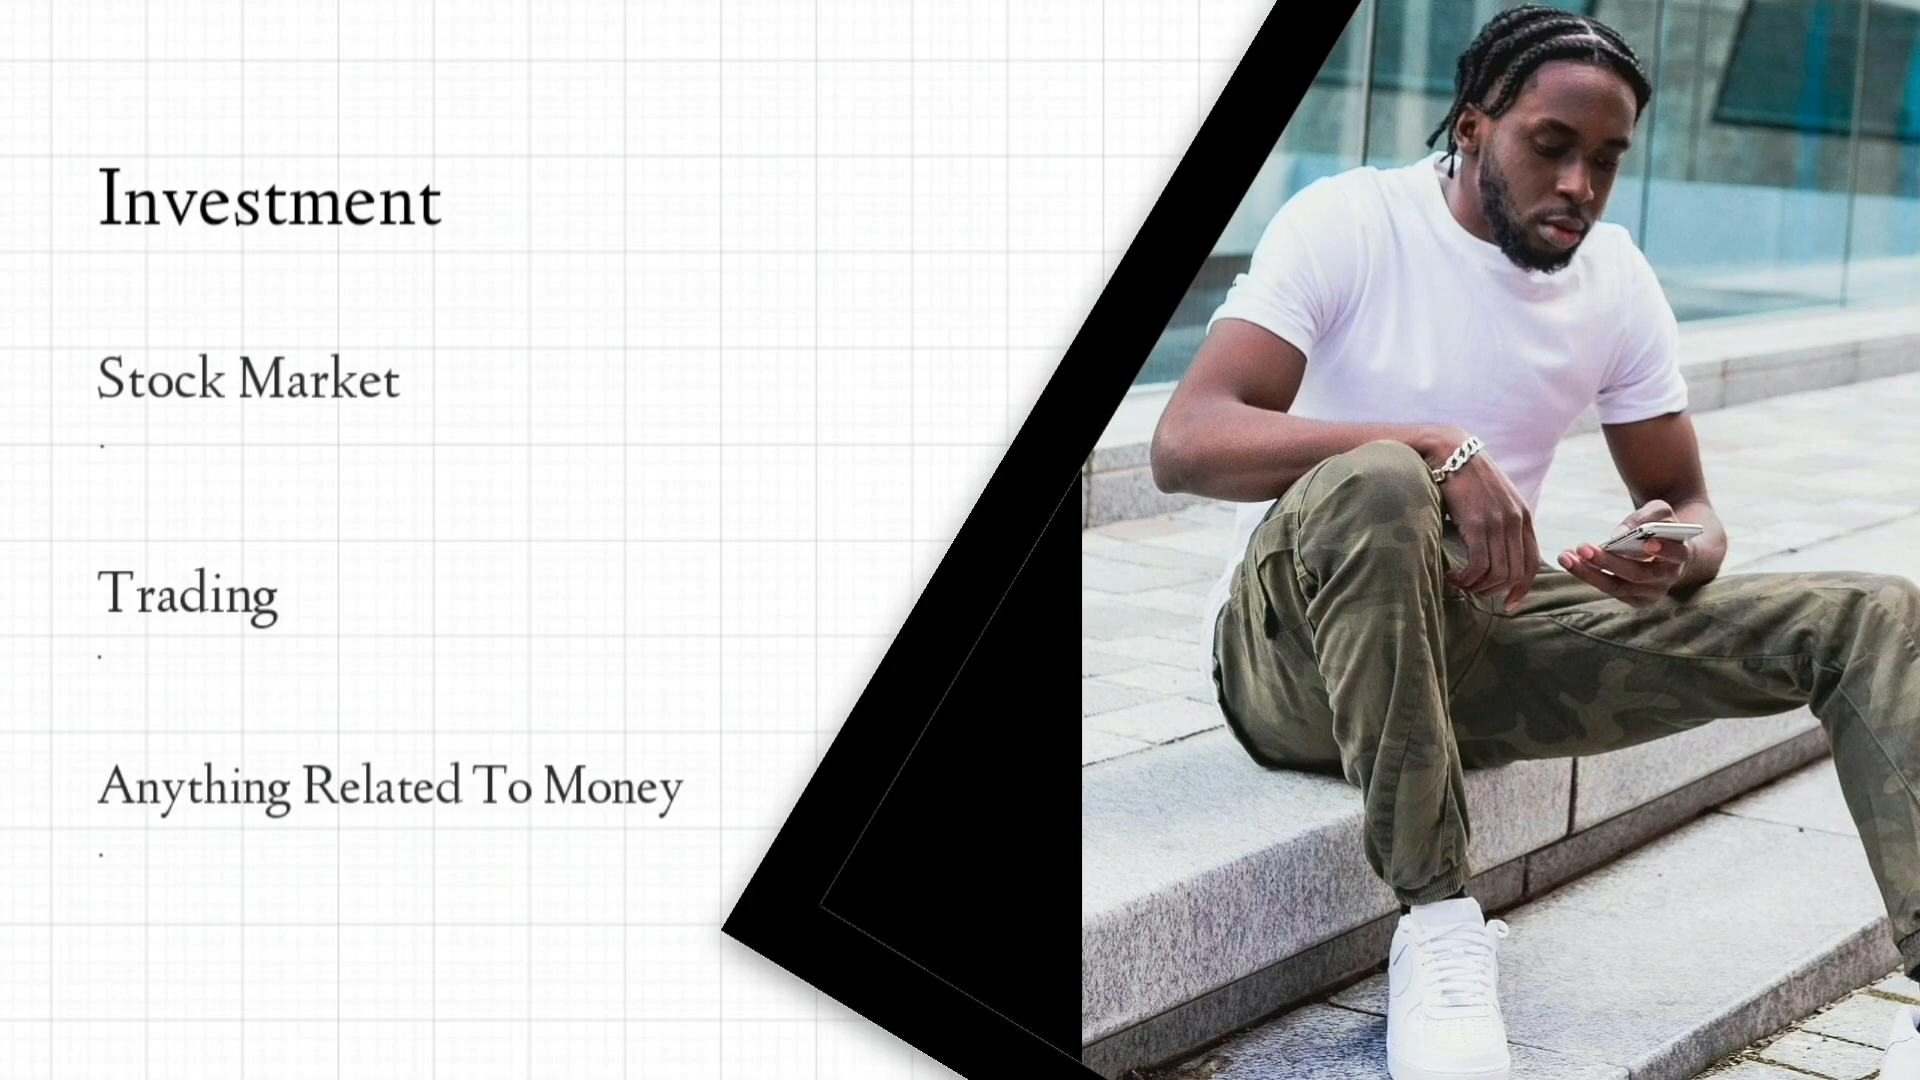 Investment
Stock Market
.
Trading
.
Anything Related To Money
.